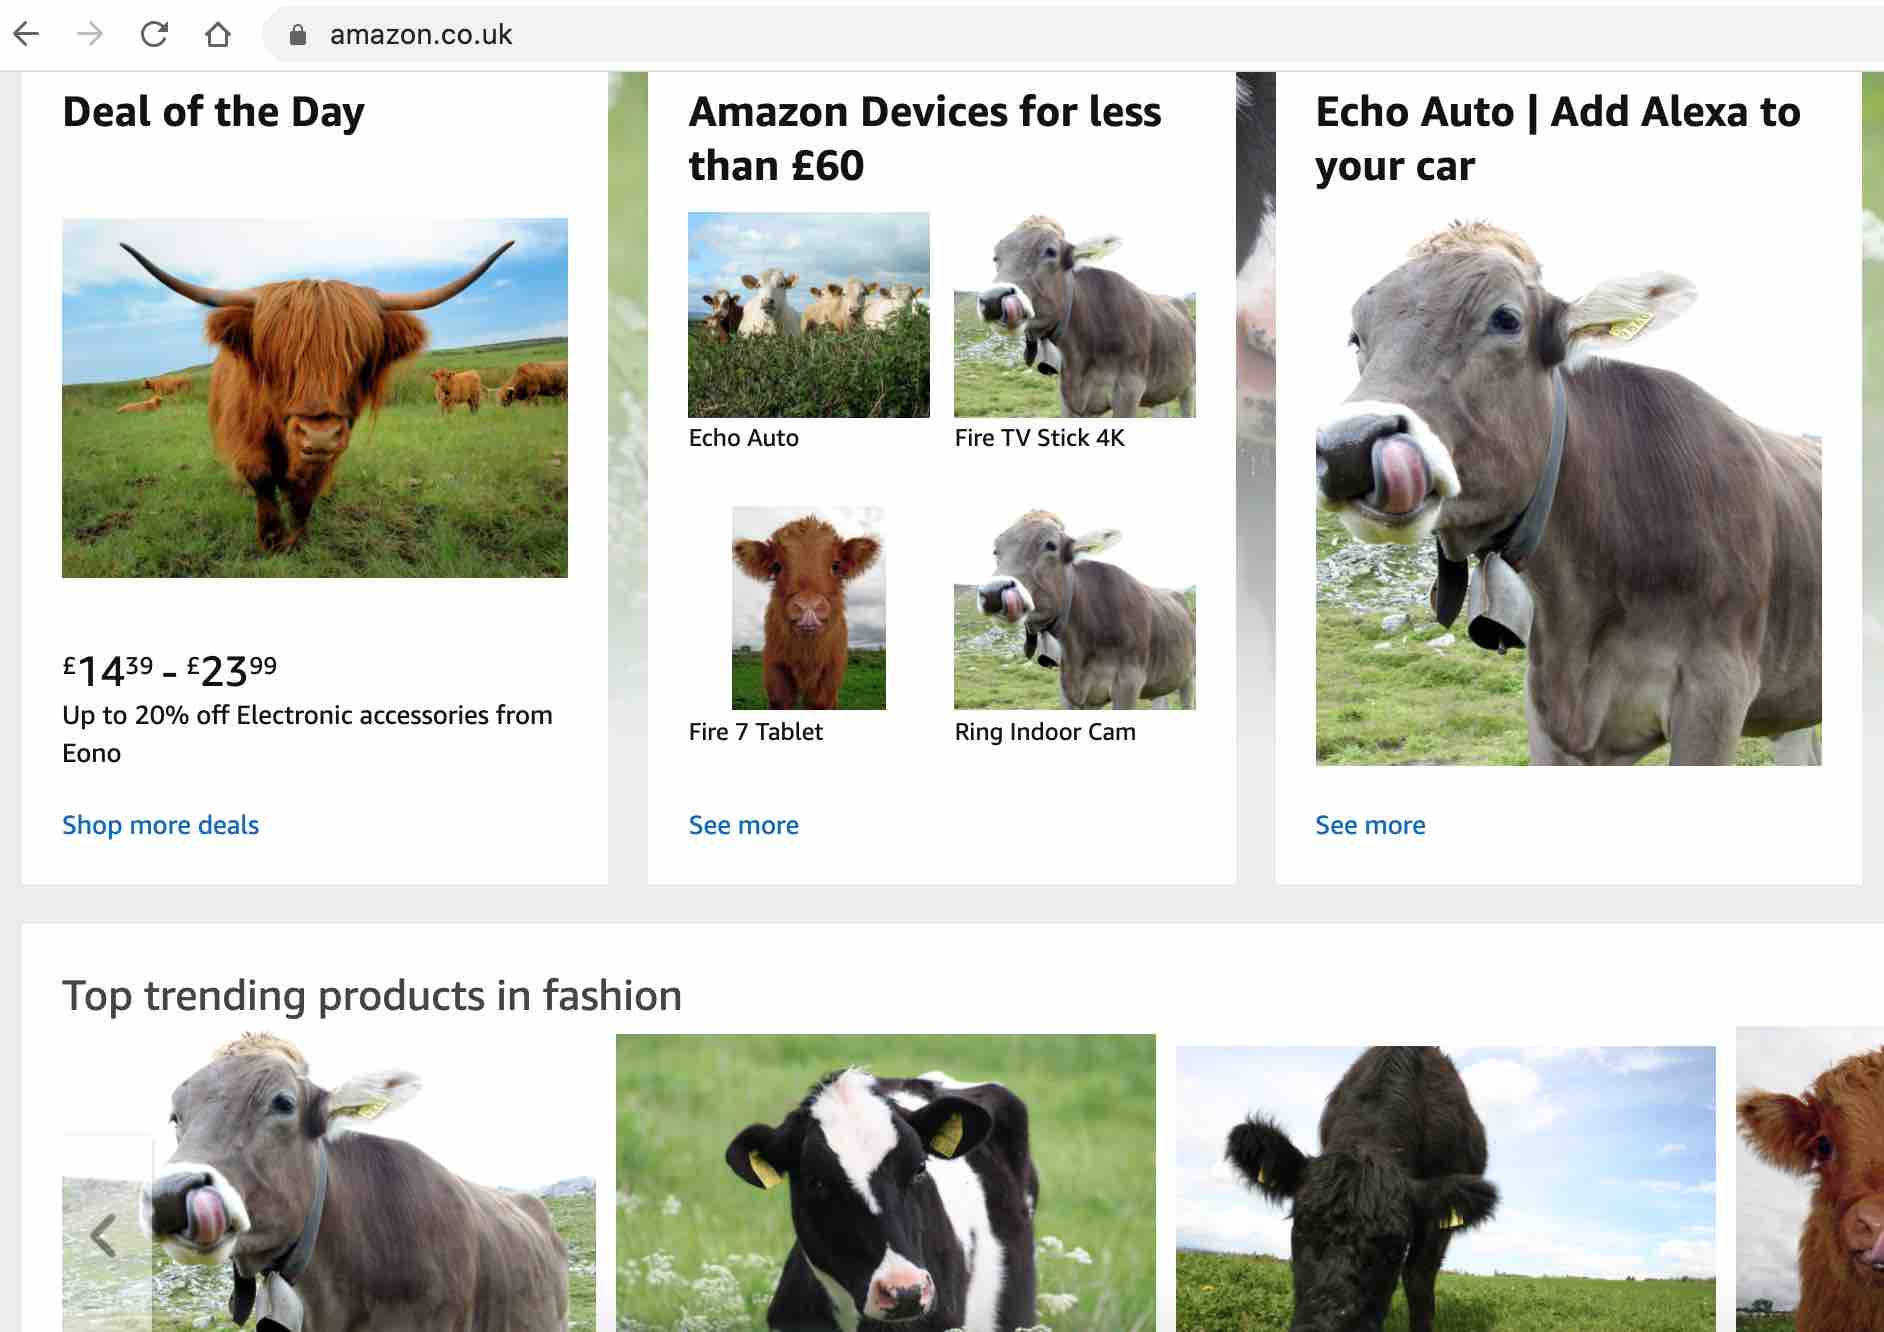 amazon.co.uk
Deal of the Day
£14.39 - £23.99
Up to 20% off Electronic accessories from
Eono
Shop more deals
Amazon Devices for less
than £60
Echo Auto
Fire TV Stick 4K
Fire 7 Tablet
Ring Indoor Cam
See more
Echo Auto | Add Alexa to
your car
See more
Top trending products in fashion